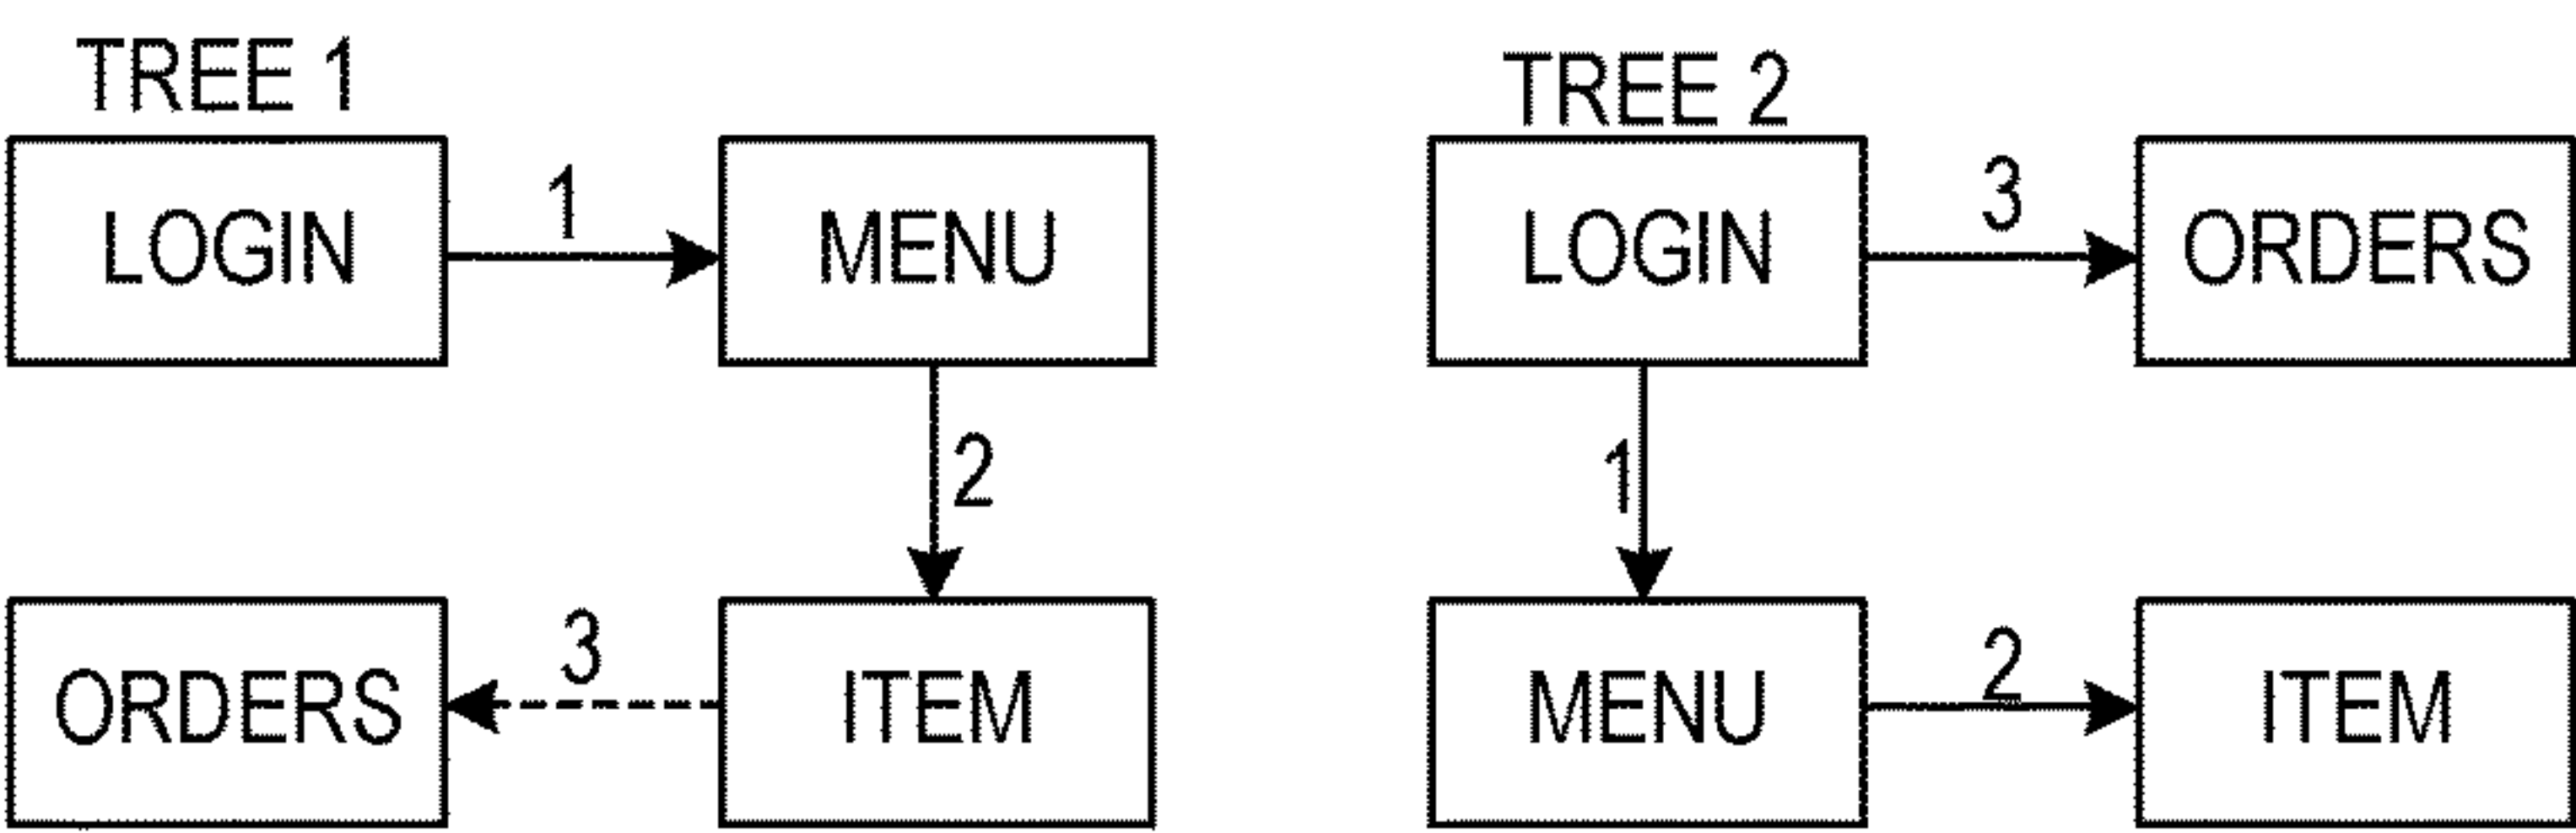 TREE 1
LOGIN
1
MENU
2
ORDERS
3
ITEM
TREE 2
LOGIN
3
ORDERS
1
MENU
2
ITEM